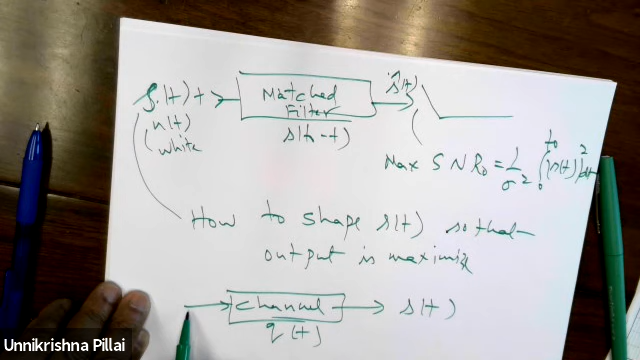 s(t) + → Matched Filter → ŝ(t)
n(t)
s(t₀-t)
white
Max SNR₀ = 1/σ² ∫₀^t₀ |s(t)|² dt
How to shape s(t) so that
output is maximiz
→ channel → s(t)
q(t)
Unnikrishna Pillai